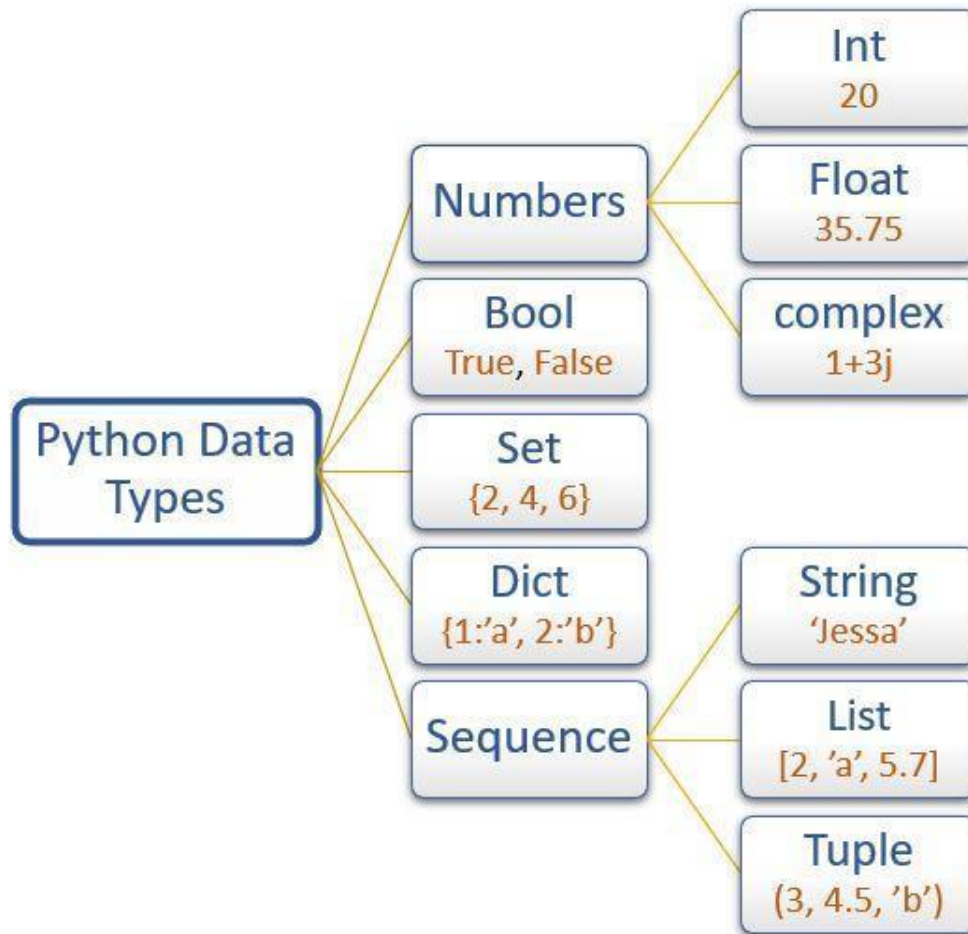 Python Data
Types
Numbers
Int
20
Float
35.75
complex
1+3j
Bool
True, False
Set
{2, 4, 6}
Dict
{1:’a’, 2:’b’}
Sequence
String
‘Jessa’
List
[2, ’a’, 5.7]
Tuple
(3, 4.5, ’b’)